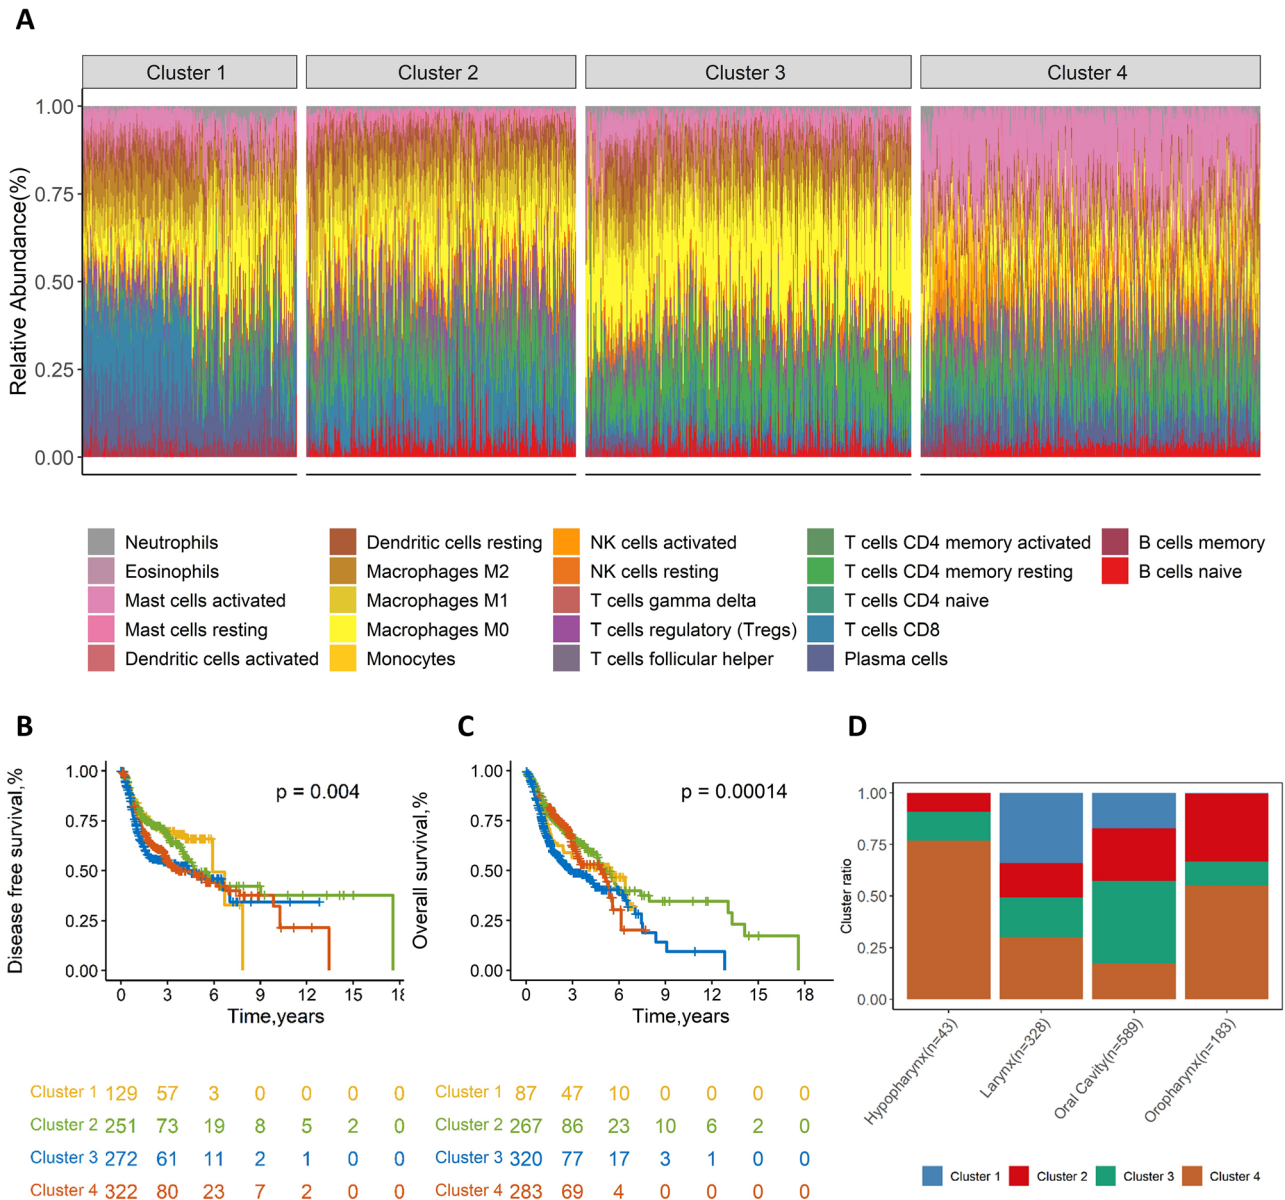 A
Cluster 1 Cluster 2 Cluster 3 Cluster 4
Relative Abundance(%)
1.00
0.75
0.50
0.25
0.00
Neutrophils Dendritic cells resting NK cells activated T cells CD4 memory activated B cells memory
Eosinophils Macrophages M2 NK cells resting T cells CD4 memory resting B cells naive
Mast cells activated Macrophages M1 T cells gamma delta T cells CD4 naive
Mast cells resting Macrophages M0 T cells regulatory (Tregs) T cells CD8
Dendritic cells activated Monocytes T cells follicular helper Plasma cells
B
Disease free survival,%
1.00
0.75
0.50
0.25
0.00
p = 0.004
0 3 6 9 12 15 18
Time,years
Cluster 1 129 57 3 0 0 0 0
Cluster 2 251 73 19 8 5 2 0
Cluster 3 272 61 11 2 1 0 0
Cluster 4 322 80 23 7 2 0 0
C
Overall survival,%
1.00
0.75
0.50
0.25
0.00
p = 0.00014
0 3 6 9 12 15 18
Time,years
Cluster 1 87 47 10 0 0 0 0
Cluster 2 267 86 23 10 6 2 0
Cluster 3 320 77 17 3 1 0 0
Cluster 4 283 69 4 0 0 0 0
D
Cluster ratio
1.00
0.75
0.50
0.25
0.00
Hypopharynx(n=43)
Larynx(n=328)
Oral Cavity(n=589)
Oropharynx(n=183)
Cluster 1 Cluster 2 Cluster 3 Cluster 4